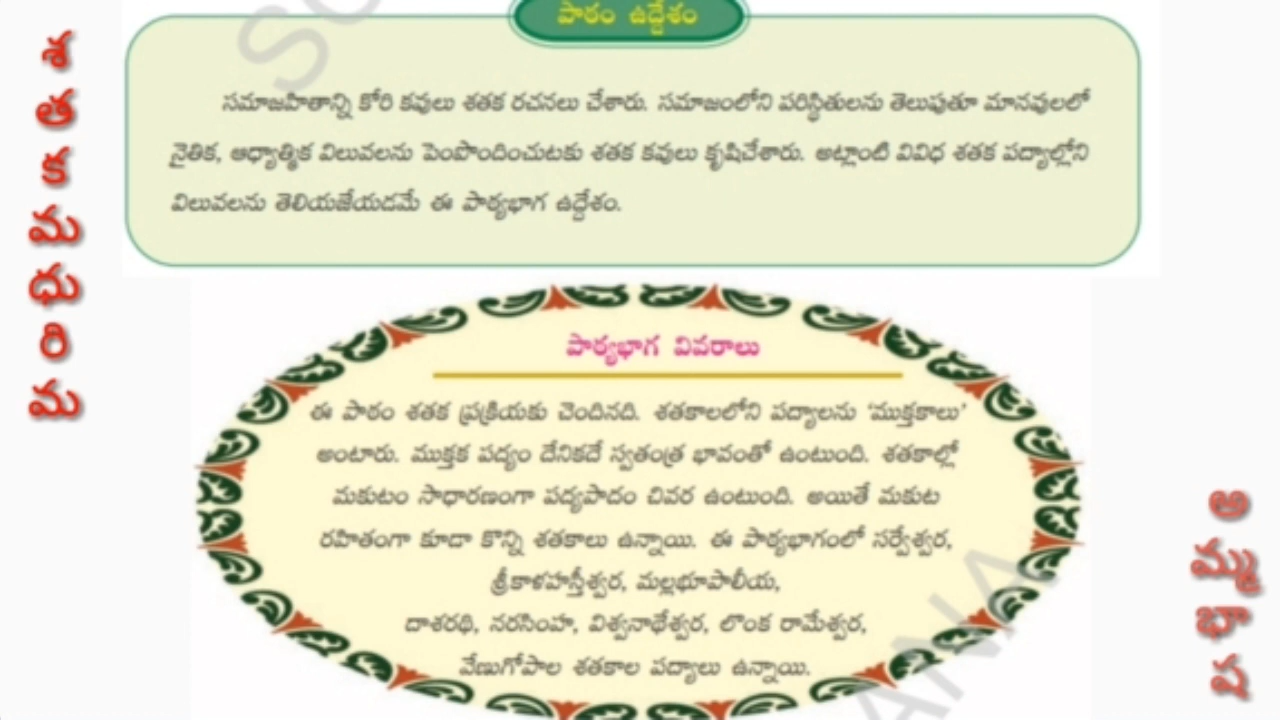 శతకమధురిమ
పాఠం ఉద్దేశం
సమాజహితాన్ని కోరి కవులు శతక రచనలు చేశారు. సమాజంలోని పరిస్థితులను తెలుపుతూ మానవులలో
నైతిక, ఆధ్యాత్మిక విలువలను పెంపొందించుటకు శతక కవులు కృషిచేశారు. అట్లాంటి వివిధ శతక పద్యాల్లోని
విలువలను తెలియజేయడమే ఈ పాఠ్యభాగ ఉద్దేశం.
పాఠ్యభాగ వివరాలు
ఈ పాఠం శతక ప్రక్రియకు చెందినది. శతకాలలోని పద్యాలను ‘ముక్తకాలు’
అంటారు. ముక్తక పద్యం దేనికదే స్వతంత్ర భావంతో ఉంటుంది. శతకాల్లో
మకుటం సాధారణంగా పద్యపాదం చివర ఉంటుంది. అయితే మకుట
రహితంగా కూడా కొన్ని శతకాలు ఉన్నాయి. ఈ పాఠ్యభాగంలో సర్వేశ్వర,
శ్రీకాళహస్తీశ్వర, మల్లభూపాలీయ,
దాశరథి, నరసింహ, విశ్వనాథేశ్వర, లొంక రామేశ్వర,
వేణుగోపాల శతకాల పద్యాలు ఉన్నాయి.
అమ్మభాష